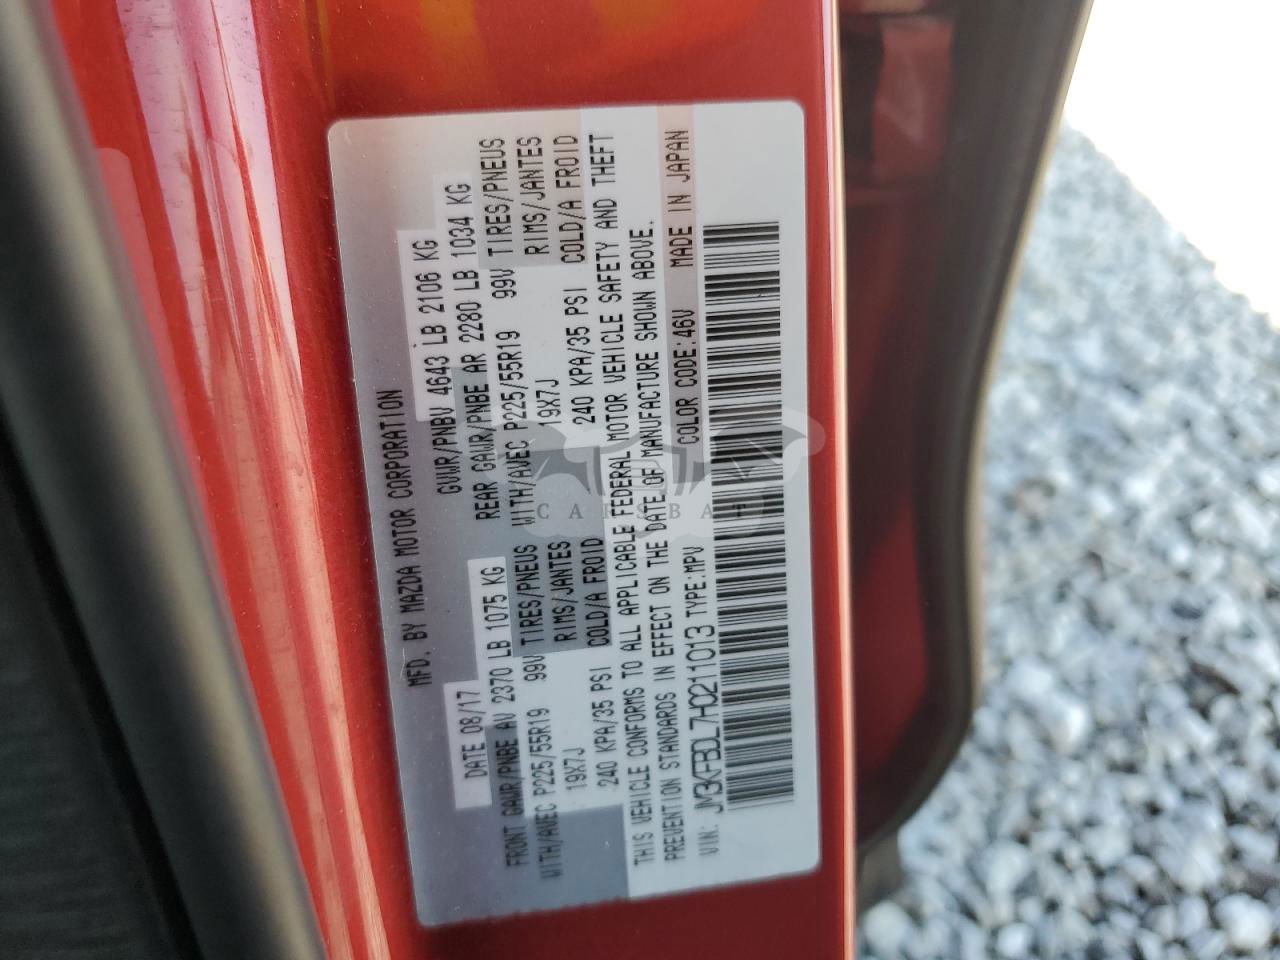 MFD. BY MAZDA MOTOR CORPORATION
DATE 08/17 GVWR/PNBV 4643 LB 2106 KG
FRONT GAWR/PNBE AV 2370 LB 1075 KG REAR GAWR/PNBE AR 2280 LB 1034 KG
WITH/AVEC P225/55R19 99V TIRES/PNEUS WITH/AVEC P225/55R19 99V TIRES/PNEUS
19X7J RIMS/JANTES 19X7J RIMS/JANTES
240 KPA/35 PSI COLD/A FROID 240 KPA/35 PSI COLD/A FROID
THIS VEHICLE CONFORMS TO ALL APPLICABLE FEDERAL MOTOR VEHICLE SAFETY AND THEFT
PREVENTION STANDARDS IN EFFECT ON THE DATE OF MANUFACTURE SHOWN ABOVE.
VIN: JM3KFBDL7H0211013 TYPE:MPV COLOR CODE:46V MADE IN JAPAN
CARSBAT